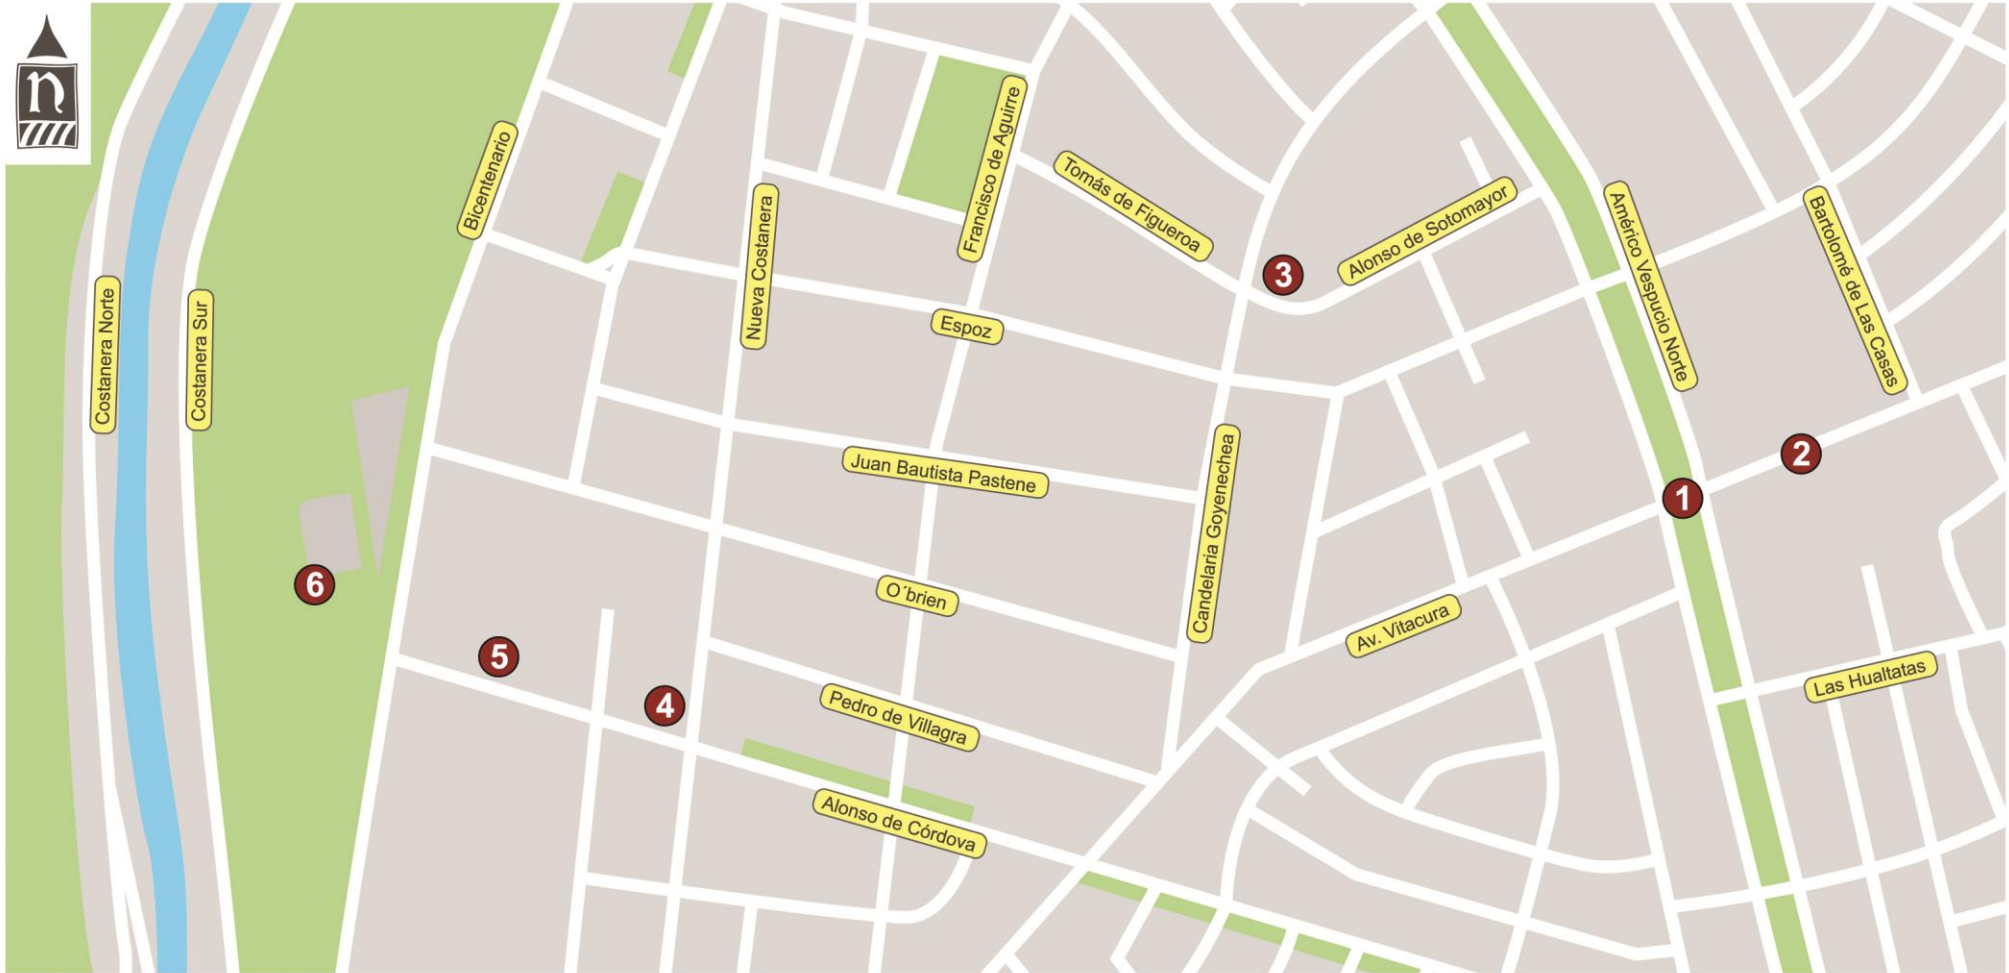 n
Bicentenario
Francisco de Aguirre
Tomás de Figueroa
Nueva Costanera
Alonso de Sotomayor
Américo Vespucio Norte
Bartolomé de Las Casas
3
Costanera Norte
Costanera Sur
Espoz
Juan Bautista Pastene
Candelaria Goyenechea
2
1
6
O´brien
Av. Vitacura
5
4
Pedro de Villagra
Las Hualtatas
Alonso de Córdova